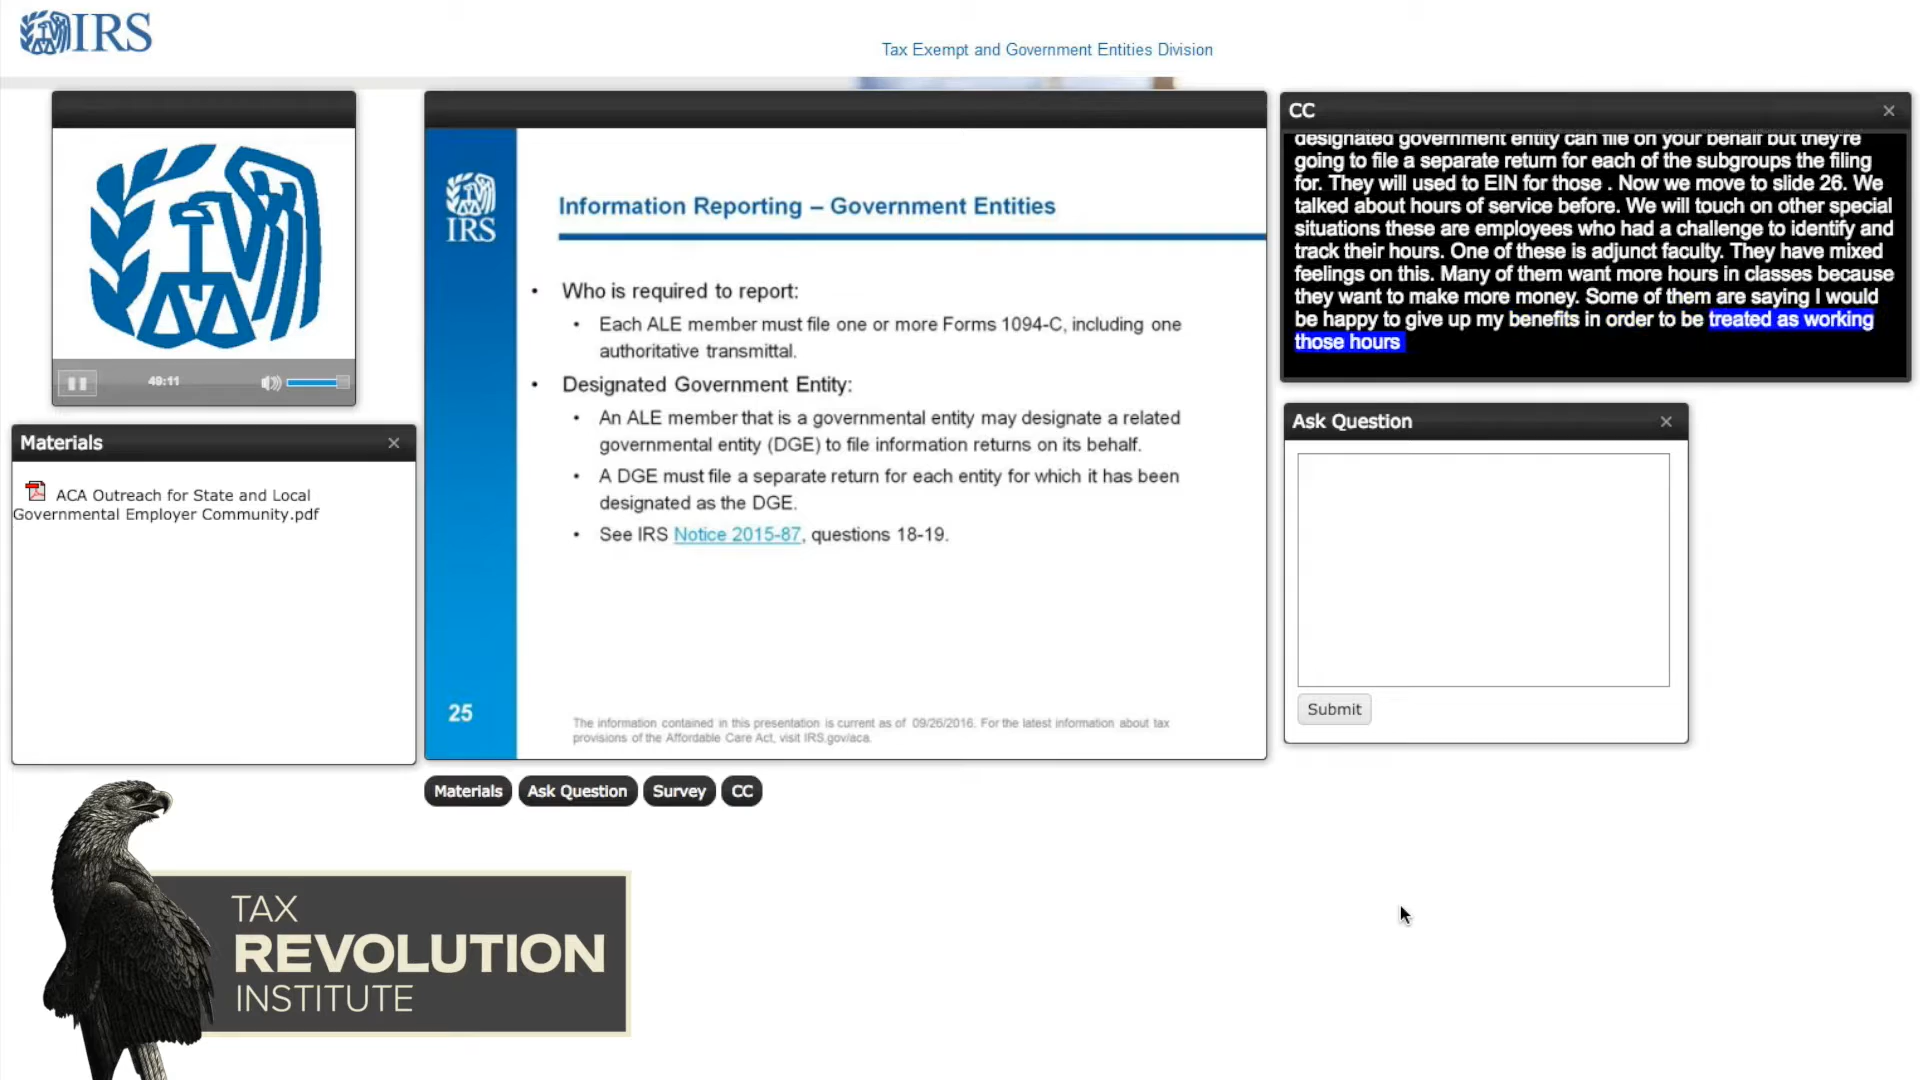 IRS
Tax Exempt and Government Entities Division
49:11
Materials
ACA Outreach for State and Local
Governmental Employer Community.pdf
IRS
Information Reporting – Government Entities
• Who is required to report:
• Each ALE member must file one or more Forms 1094-C, including one
authoritative transmittal.
• Designated Government Entity:
• An ALE member that is a governmental entity may designate a related
governmental entity (DGE) to file information returns on its behalf.
• A DGE must file a separate return for each entity for which it has been
designated as the DGE.
• See IRS Notice 2015-87, questions 18-19.
25
The information contained in this presentation is current as of 09/26/2016. For the latest information about tax
provisions of the Affordable Care Act, visit IRS.gov/aca.
Materials
Ask Question
Survey
CC
CC
designated government entity can file on your behalf but they're
going to file a separate return for each of the subgroups the filing
for. They will used to EIN for those . Now we move to slide 26. We
talked about hours of service before. We will touch on other special
situations these are employees who had a challenge to identify and
track their hours. One of these is adjunct faculty. They have mixed
feelings on this. Many of them want more hours in classes because
they want to make more money. Some of them are saying I would
be happy to give up my benefits in order to be treated as working
those hours
Ask Question
Submit
TAX
REVOLUTION
INSTITUTE